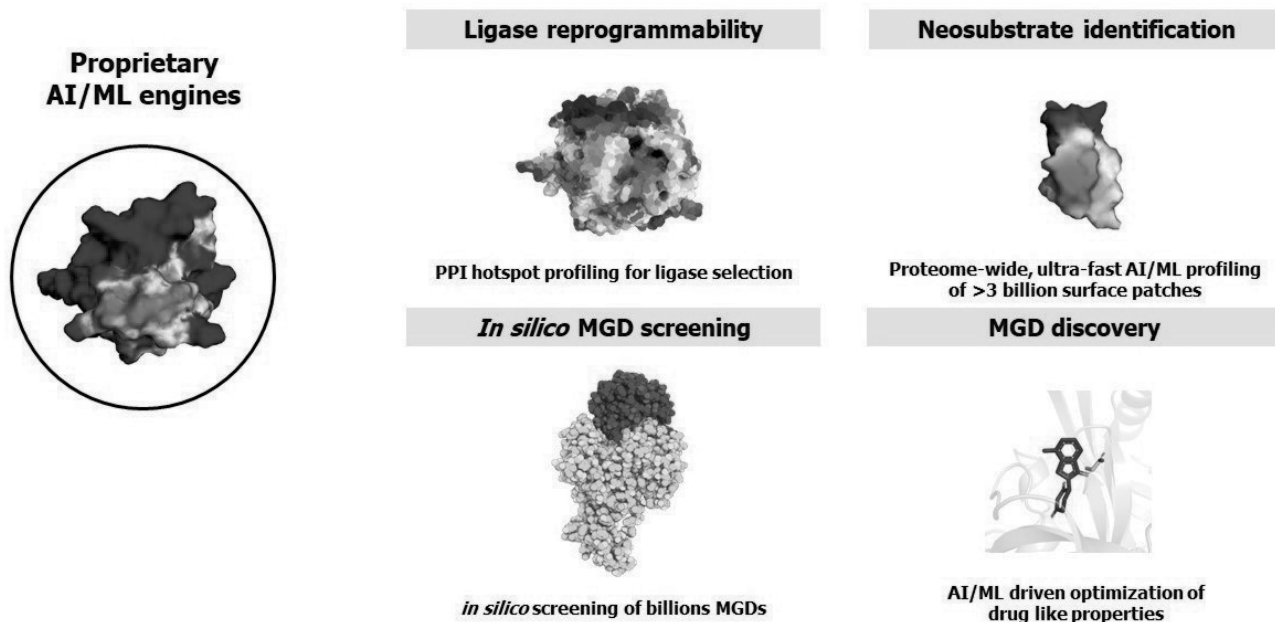 Proprietary
AI/ML engines
Ligase reprogrammability
PPI hotspot profiling for ligase selection
Neosubstrate identification
Proteome-wide, ultra-fast AI/ML profiling
of >3 billion surface patches
In silico MGD screening
in silico screening of billions MGDs
MGD discovery
AI/ML driven optimization of
drug like properties